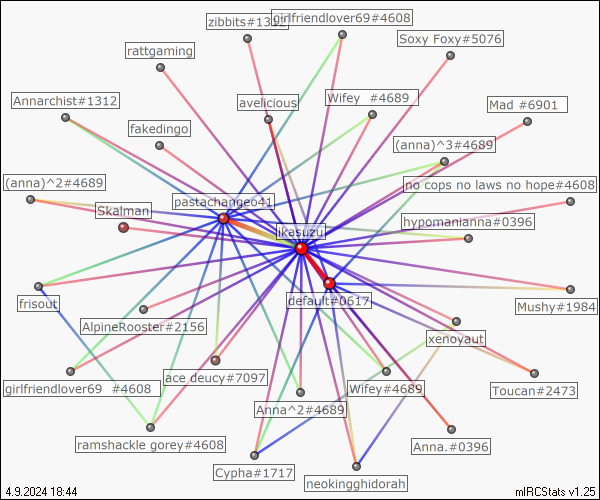 zibbits#1312
girlfriendlover69#4608
Soxy Foxy#5076
rattgaming
Annarchist#1312
avelicious
Wifey  #4689
Mad  #6901
fakedingo
(anna)^3#4689
(anna)^2#4689
no cops no laws no hope#4608
pastachangeo41
Skalman
hypomanianna#0396
ikasuzu
frisout
default#0617
Mushy#1984
AlpineRooster#2156
xenoyaut
girlfriendlover69  #4608
ace deucy#7097
Wifey#4689
Toucan#2473
Anna^2#4689
ramshackle gorey#4608
Anna.#0396
Cypha#1717
neokingghidorah
4.9.2024 18:44
mIRCStats v1.25